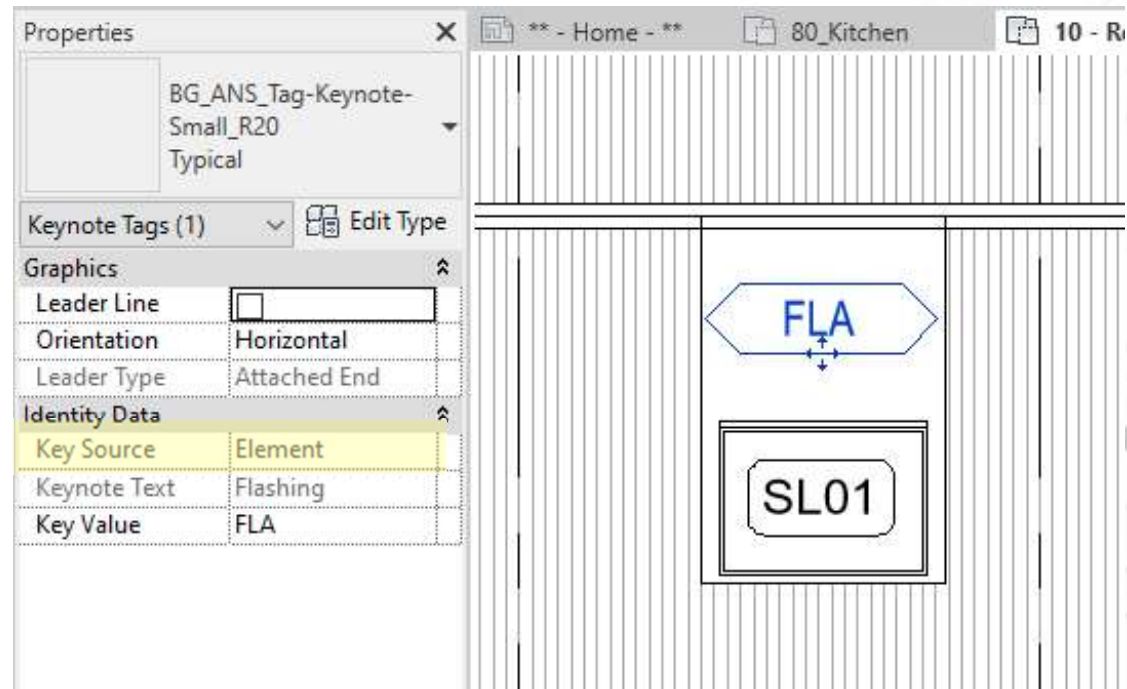 Properties
** - Home - **
80_Kitchen
10 - R
BG_ANS_Tag-Keynote-
Small_R20
Typical
Keynote Tags (1)
Edit Type
Graphics
Leader Line
Orientation Horizontal
Leader Type Attached End
Identity Data
Key Source Element
Keynote Text Flashing
Key Value FLA
FLA
SL01